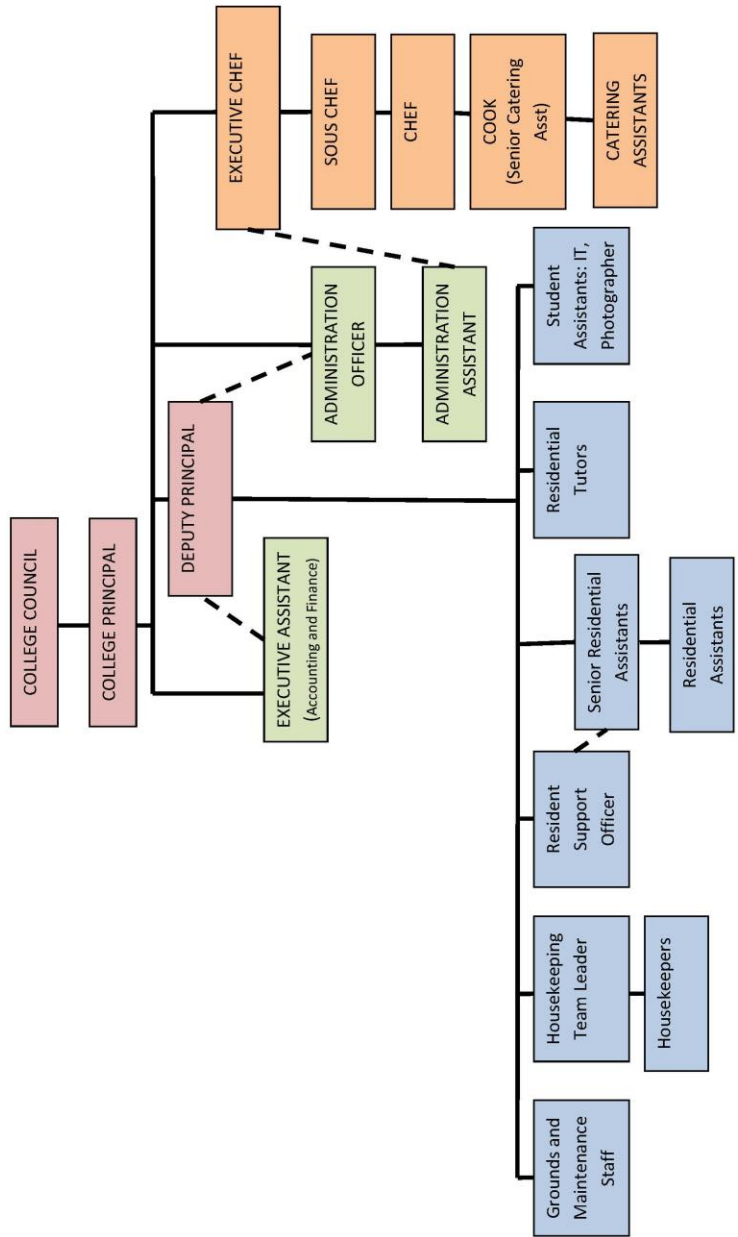 COLLEGE COUNCIL
COLLEGE PRINCIPAL
DEPUTY PRINCIPAL
EXECUTIVE ASSISTANT
(Accounting and Finance)
ADMINISTRATION
OFFICER
ADMINISTRATION
ASSISTANT
EXECUTIVE CHEF
SOUS CHEF
CHEF
COOK
(Senior Catering
Asst)
CATERING
ASSISTANTS
Grounds and
Maintenance
Staff
Housekeeping
Team Leader
Housekeepers
Resident
Support
Officer
Senior Residential
Assistants
Residential
Assistants
Residential
Tutors
Student
Assistants: IT,
Photographer